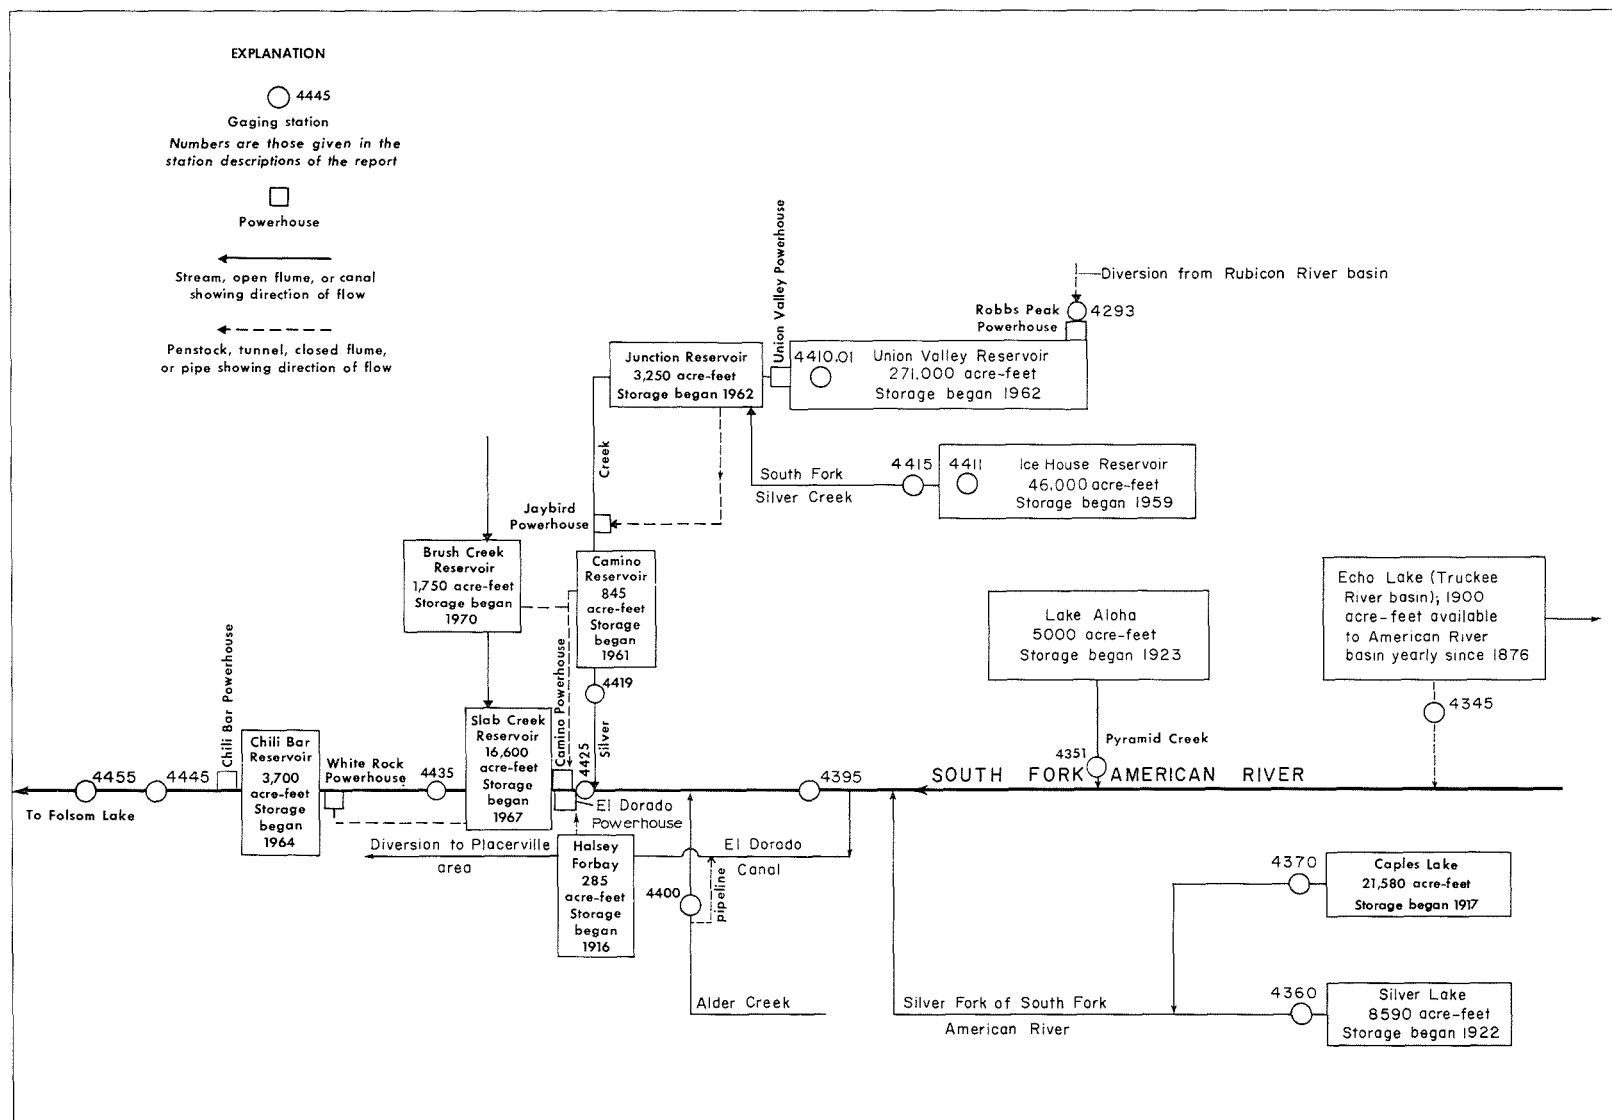 EXPLANATION
4445
Gaging station
Numbers are those given in the
station descriptions of the report
Powerhouse
Stream, open flume, or canal
showing direction of flow
Penstock, tunnel, closed flume,
or pipe showing direction of flow
Union Valley Powerhouse
Diversion from Rubicon River basin
Robbs Peak
Powerhouse
4293
Junction Reservoir
3,250 acre-feet
Storage began 1962
4410.01
Union Valley Reservoir
271,000 acre-feet
Storage began 1962
Creek
South Fork
Silver Creek
4415
4411
Ice House Reservoir
46,000 acre-feet
Storage began 1959
Jaybird
Powerhouse
Brush Creek
Reservoir
1,750 acre-feet
Storage began
1970
Camino
Reservoir
845
acre-feet
Storage
began
1961
Lake Aloha
5000 acre-feet
Storage began 1923
Echo Lake (Truckee
River basin); 1900
acre-feet available
to American River
basin yearly since 1876
4419
4345
Chili Bar Powerhouse
Camino Powerhouse
4425
Silver
Slab Creek
Reservoir
16,600
acre-feet
Storage
began
1967
Pyramid Creek
4351
Chili Bar
Reservoir
3,700
acre-feet
Storage
began
1964
White Rock
Powerhouse
4455
4445
4435
4395
SOUTH FORK AMERICAN RIVER
To Folsom Lake
El Dorado
Powerhouse
Diversion to Placerville
area
Halsey
Forbay
285
acre-feet
Storage
began
1916
El Dorado
Canal
4400
pipeline
4370
Caples Lake
21,580 acre-feet
Storage began 1917
Alder Creek
Silver Fork of South Fork
American River
4360
Silver Lake
8590 acre-feet
Storage began 1922